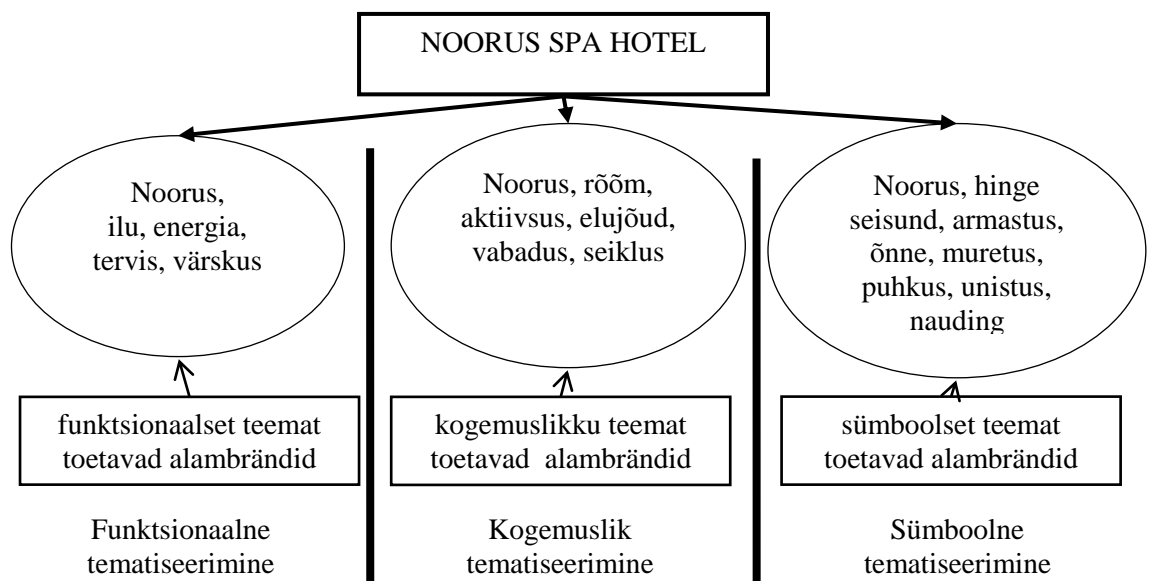 NOORUS SPA HOTEL
Noorus,
ilu, energia,
tervis, värskus
Noorus, rõõm,
aktiivsus, elujõud,
vabadus, seiklus
Noorus, hinge
seisund, armastus,
õnne, muretus,
puhkus, unistus,
nauding
funktsionaalset teemat
toetavad alambrändid
kogemuslikku teemat
toetavad alambrändid
sümboolset teemat
toetavad alambrändid
Funktsionaalne
tematiseerimine
Kogemuslik
tematiseerimine
Sümboolne
tematiseerimine